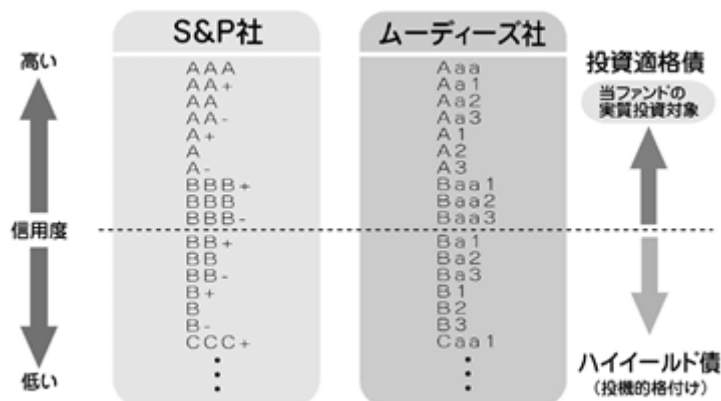 S&P社
ムーディーズ社
高い
信用度
低い
AAA
AA+
AA
AA-
A+
A
A-
BBB+
BBB
BBB-
BB+
BB
BB-
B+
B
B-
CCC+
Aaa
Aa1
Aa2
Aa3
A1
A2
A3
Baa1
Baa2
Baa3
Ba1
Ba2
Ba3
B1
B2
B3
Caa1
投資適格債
当ファンドの
実質投資対象
ハイイールド債
（投機的格付け）